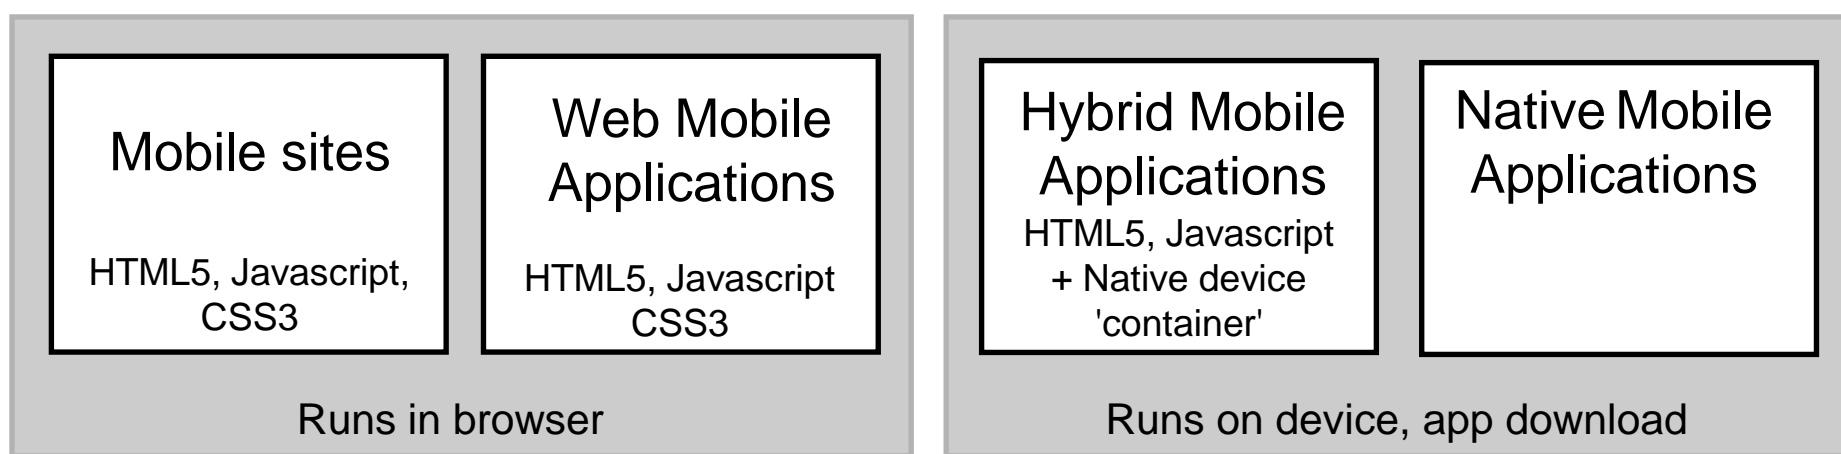 Mobile sites
HTML5, Javascript,
CSS3
Web Mobile
Applications
HTML5, Javascript
CSS3
Runs in browser
Hybrid Mobile
Applications
HTML5, Javascript
+ Native device
'container'
Native Mobile
Applications
Runs on device, app download